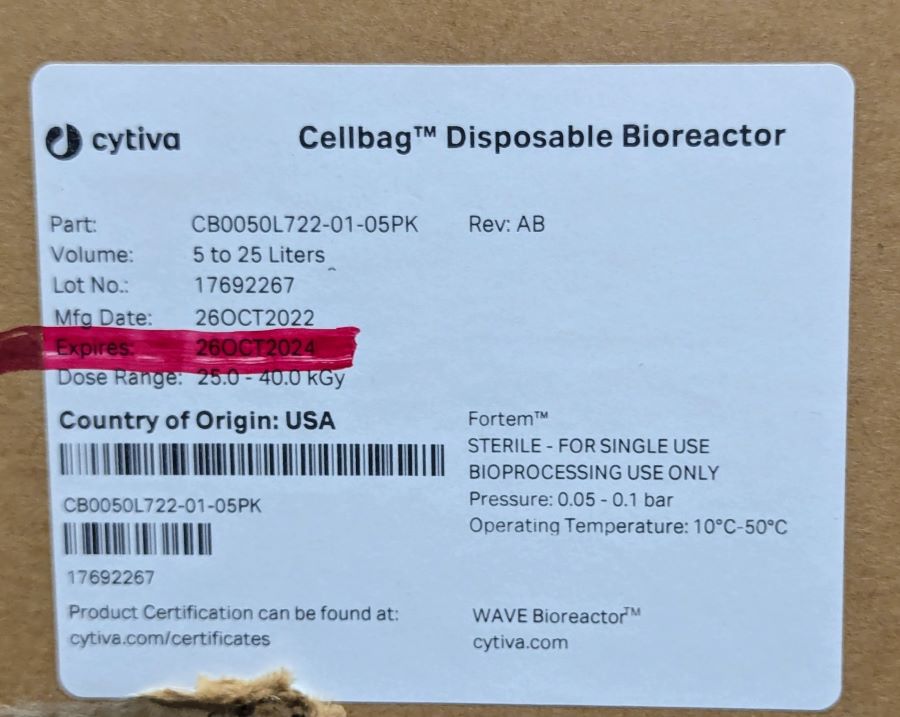 cytiva
Cellbag™ Disposable Bioreactor
Part: CB0050L722-01-05PK Rev: AB
Volume: 5 to 25 Liters
Lot No.: 17692267
Mfg Date: 26OCT2022
Expires: 26OCT2024
Dose Range: 25.0 - 40.0 kGy
Country of Origin: USA
CB0050L722-01-05PK
17692267
Product Certification can be found at:
cytiva.com/certificates
Fortem™
STERILE - FOR SINGLE USE
BIOPROCESSING USE ONLY
Pressure: 0.05 - 0.1 bar
Operating Temperature: 10°C-50°C
WAVE Bioreactor™
cytiva.com